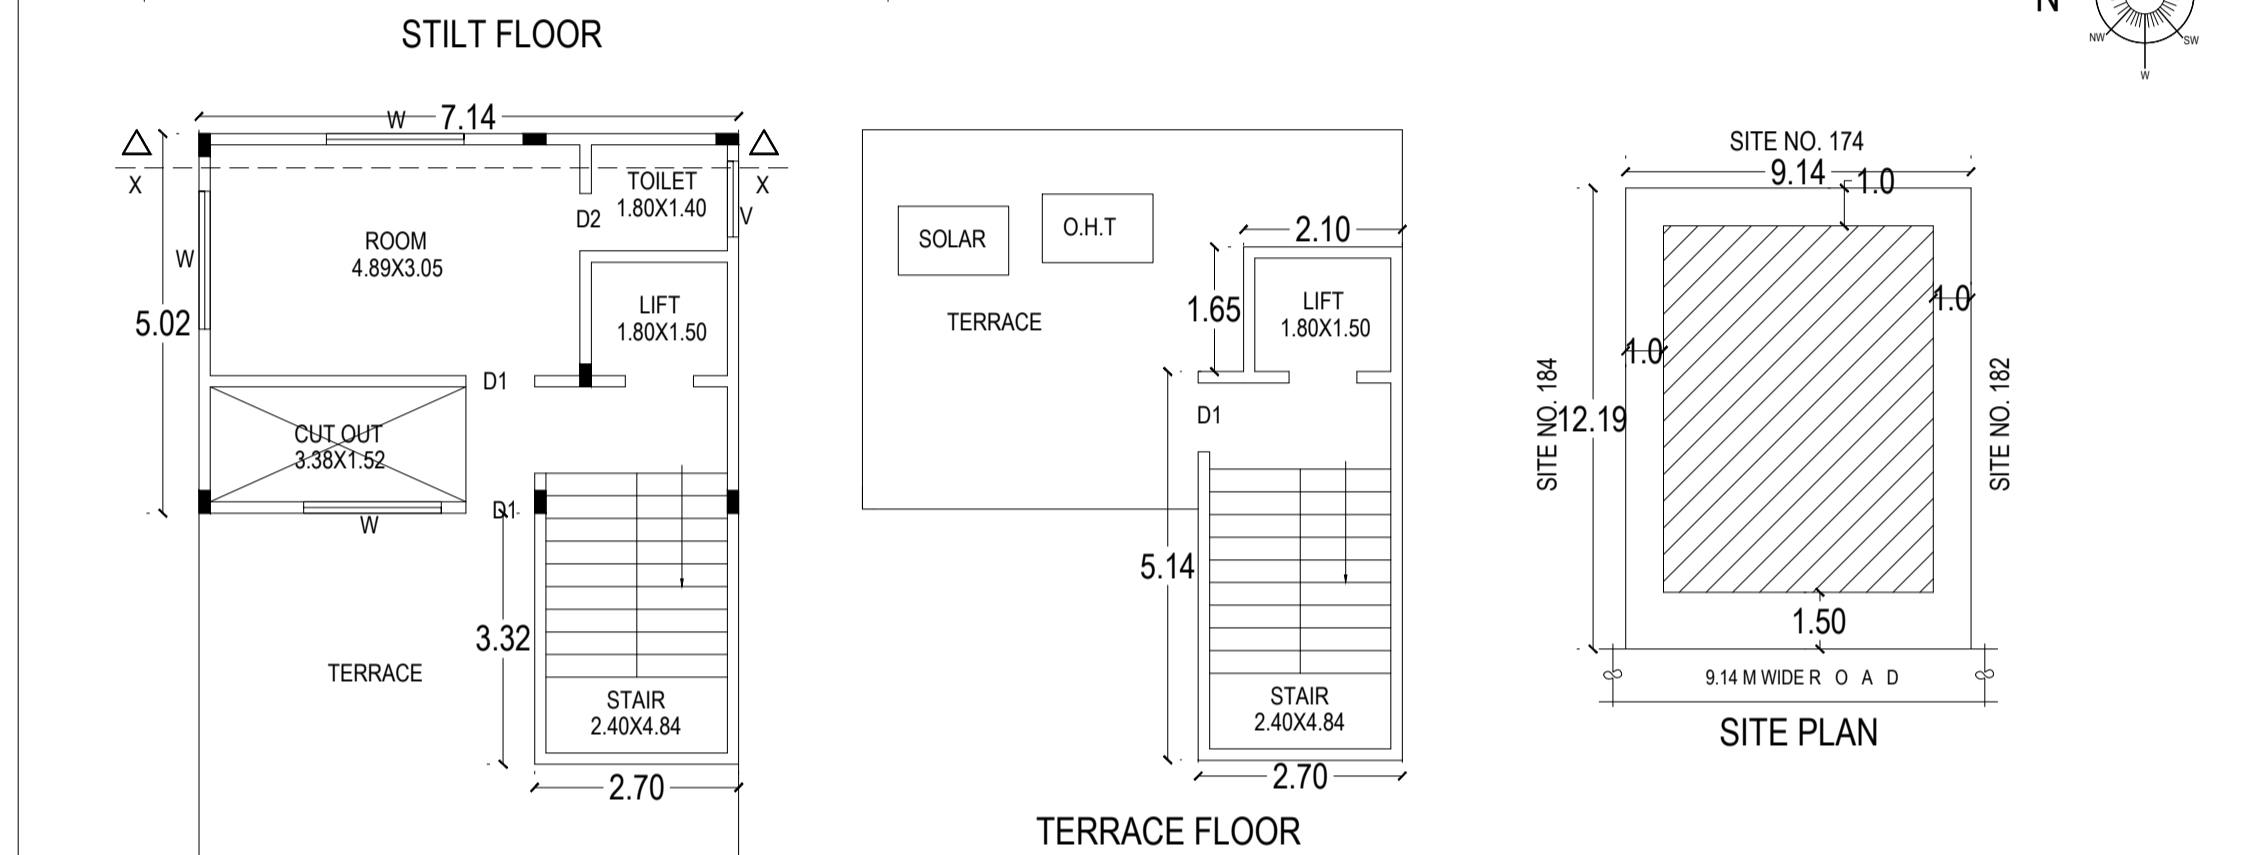 STILT FLOOR
N
NW
SW
W
W
7.14
X
X
TOILET
1.80X1.40
D2
V
ROOM
4.89X3.05
W
5.02
LIFT
1.80X1.50
D1
CUT OUT
3.38X1.52
W
D1
3.32
TERRACE
STAIR
2.40X4.84
2.70
SOLAR
O.H.T
2.10
1.65
LIFT
1.80X1.50
TERRACE
D1
5.14
STAIR
2.40X4.84
2.70
TERRACE FLOOR
SITE NO. 174
9.14
1.0
1.0
1.0
SITE NO. 184
12.19
SITE NO. 182
1.50
9.14 M WIDE R O A D
SITE PLAN